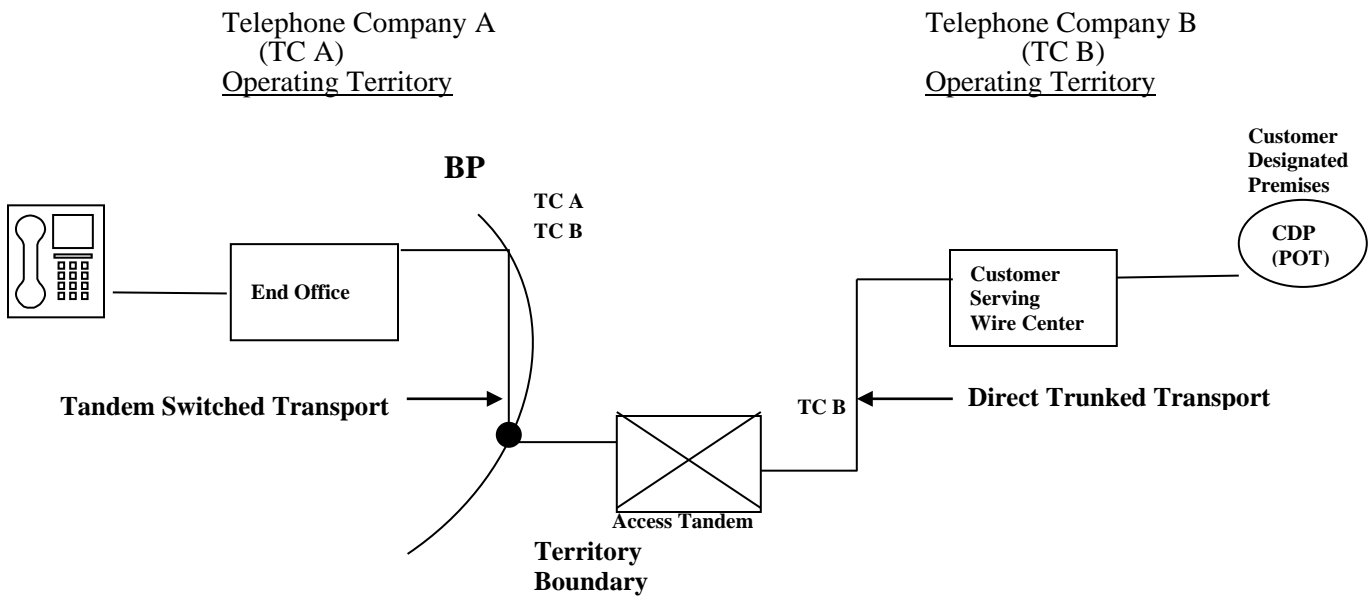 Telephone Company A
(TC A)
Operating Territory
Telephone Company B
(TC B)
Operating Territory
Customer
Designated
Premises
BP
TC A
TC B
CDP
(POT)
End Office
Customer
Serving
Wire Center
Tandem Switched Transport
TC B
Direct Trunked Transport
Access Tandem
Territory
Boundary